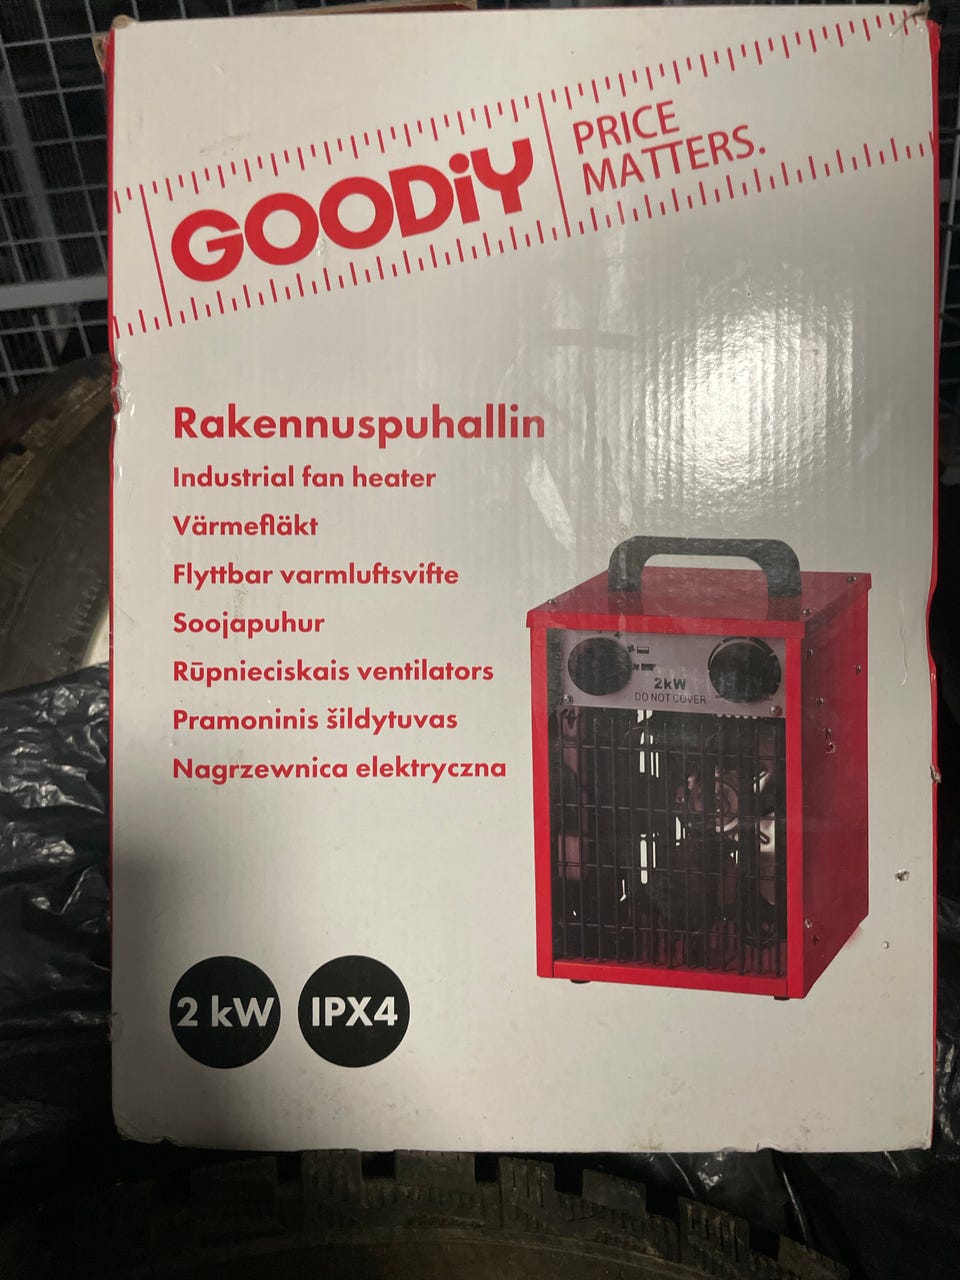 GOODiY
PRICE
MATTERS.
Rakennuspuhallin
Industrial fan heater
Värmefläkt
Flyttbar varmluftsvifte
Soojapuhur
Rūpnieciskais ventilators
Pramoninis šildytuvas
Nagrzewnica elektryczna
2kW
DO NOT COVER
2 kW
IPX4